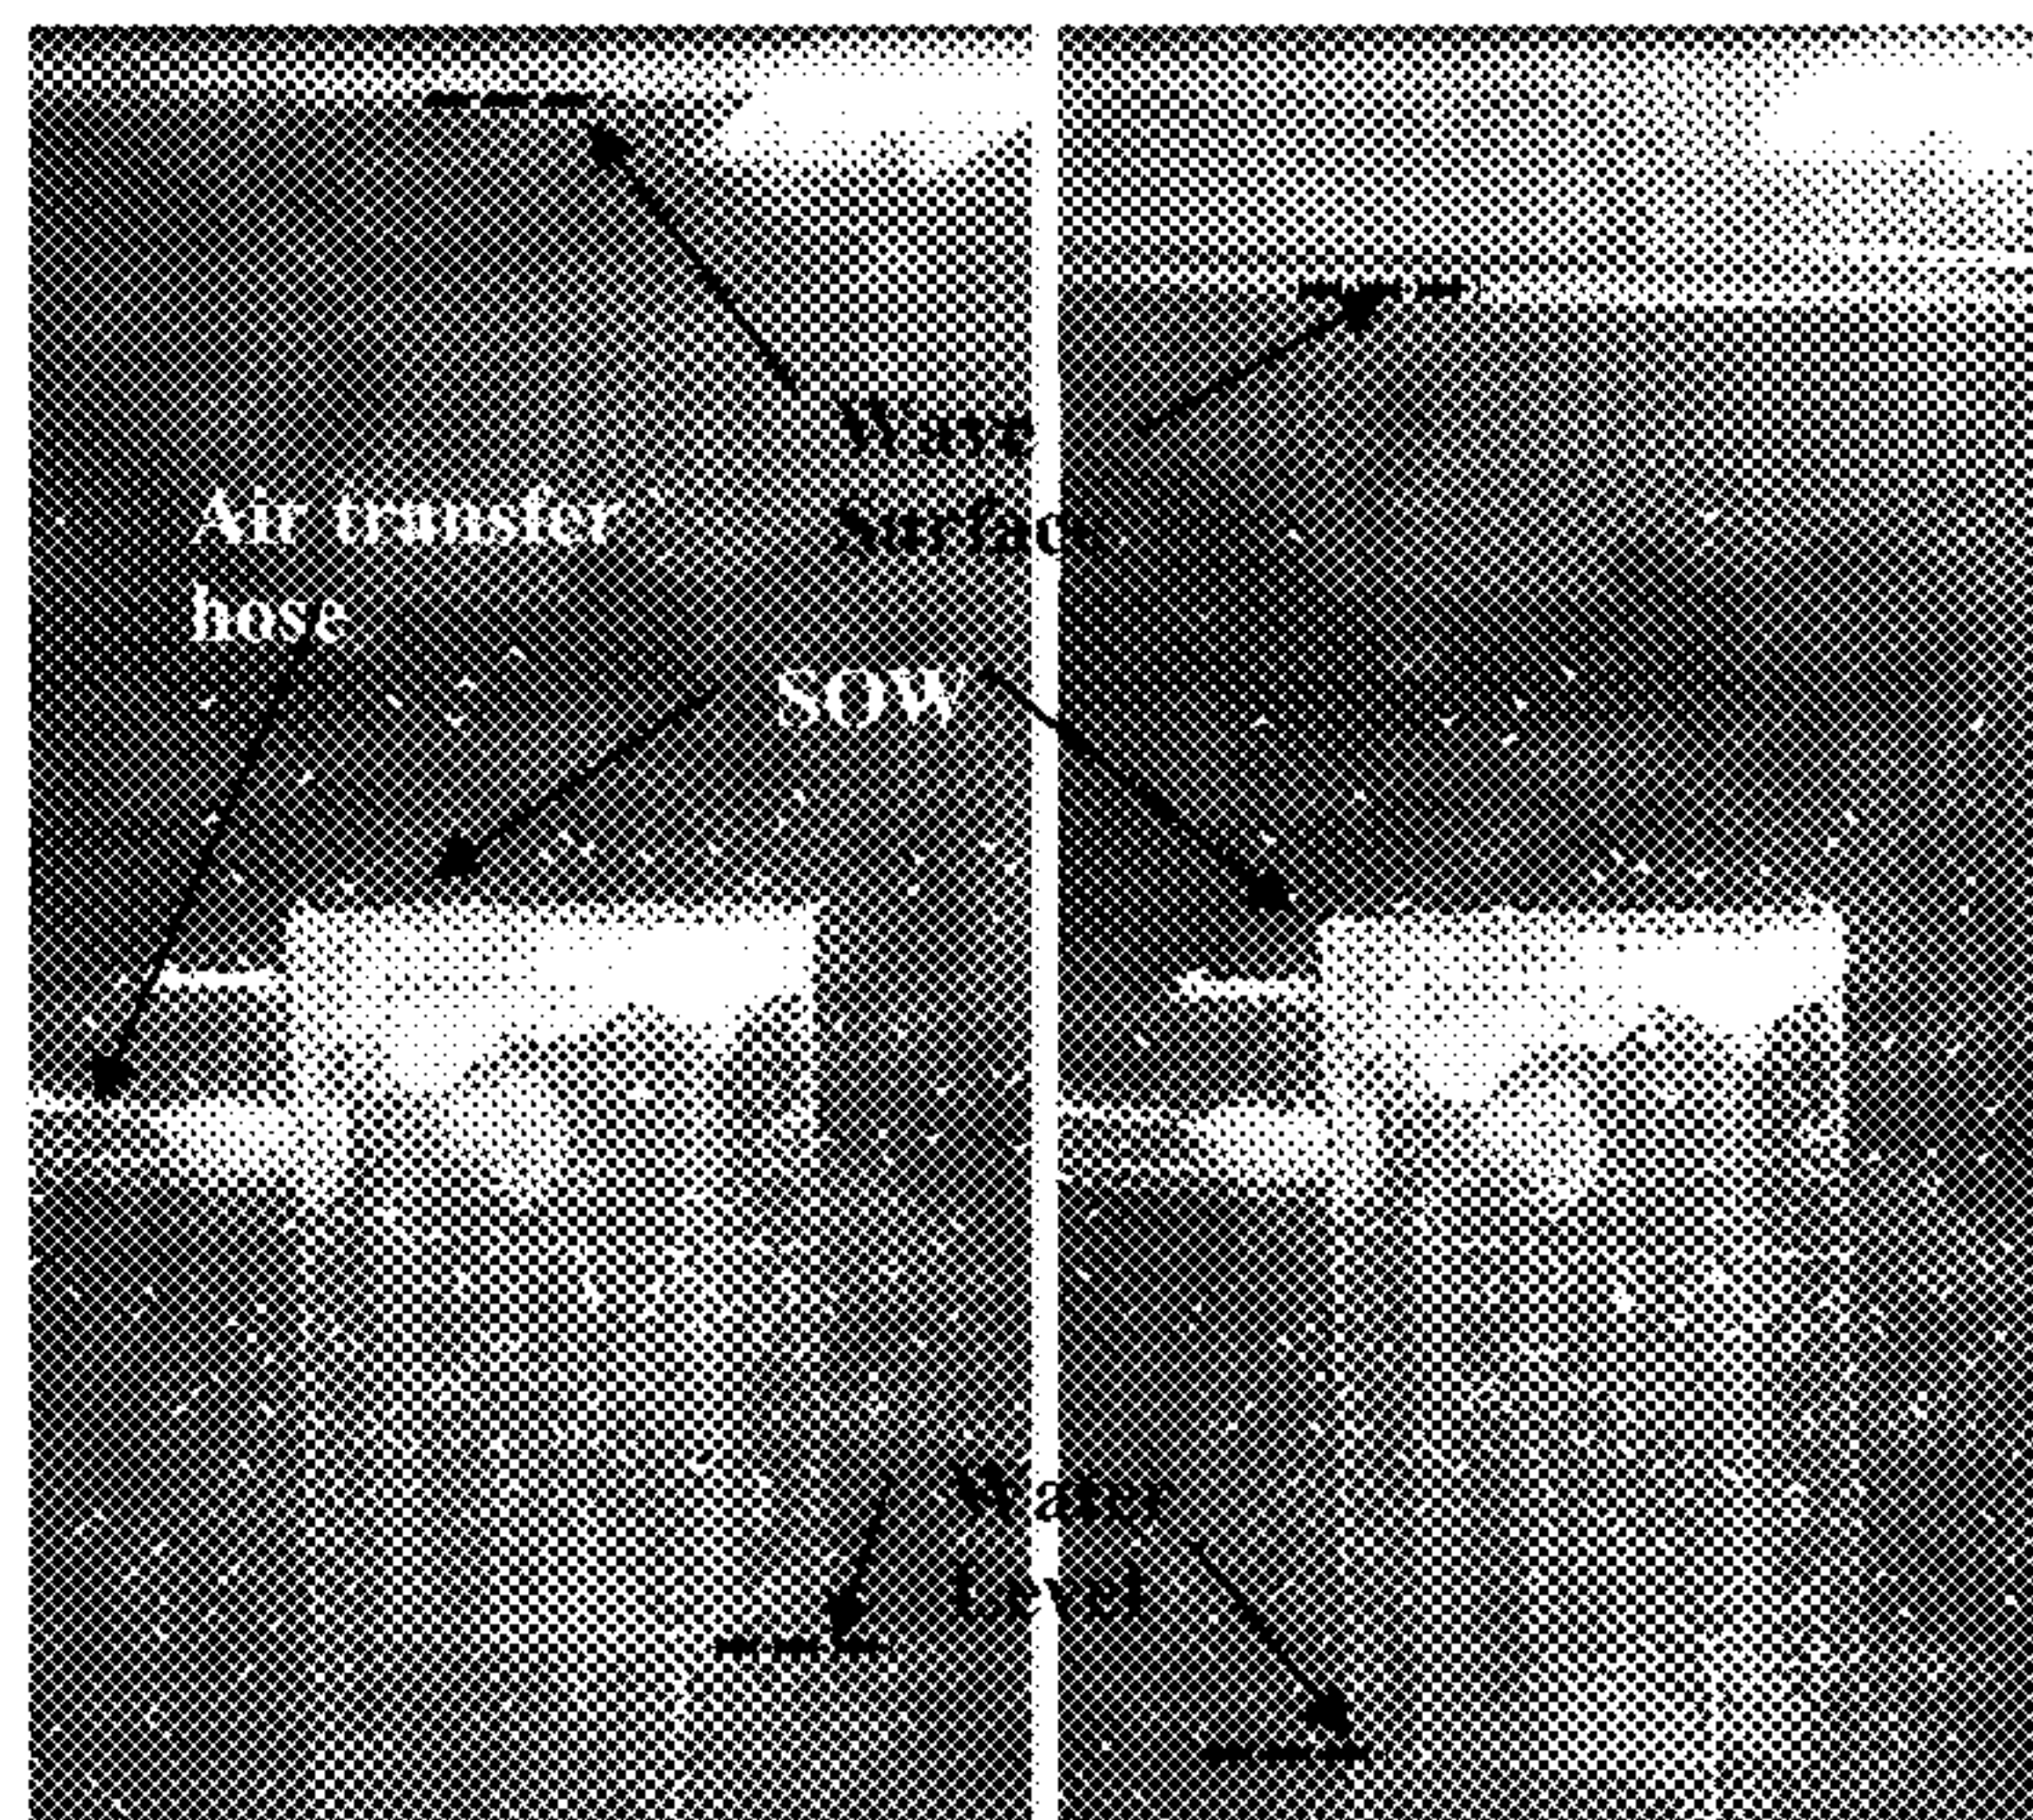 Wave
Surface
Air transfer
hose
SOW
Water
Level